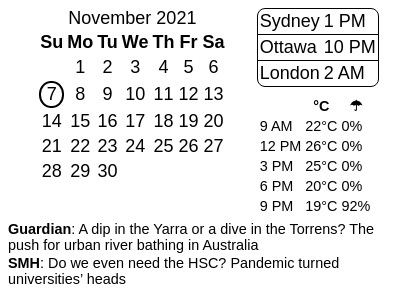 November 2021
Su Mo Tu We Th Fr Sa
1 2 3 4 5 6
7 8 9 10 11 12 13
14 15 16 17 18 19 20
21 22 23 24 25 26 27
28 29 30
Sydney 1 PM
Ottawa 10 PM
London 2 AM
°C ☂
9 AM 22°C 0%
12 PM 26°C 0%
3 PM 25°C 0%
6 PM 20°C 0%
9 PM 19°C 92%
Guardian: A dip in the Yarra or a dive in the Torrens? The
push for urban river bathing in Australia
SMH: Do we even need the HSC? Pandemic turned
universities’ heads